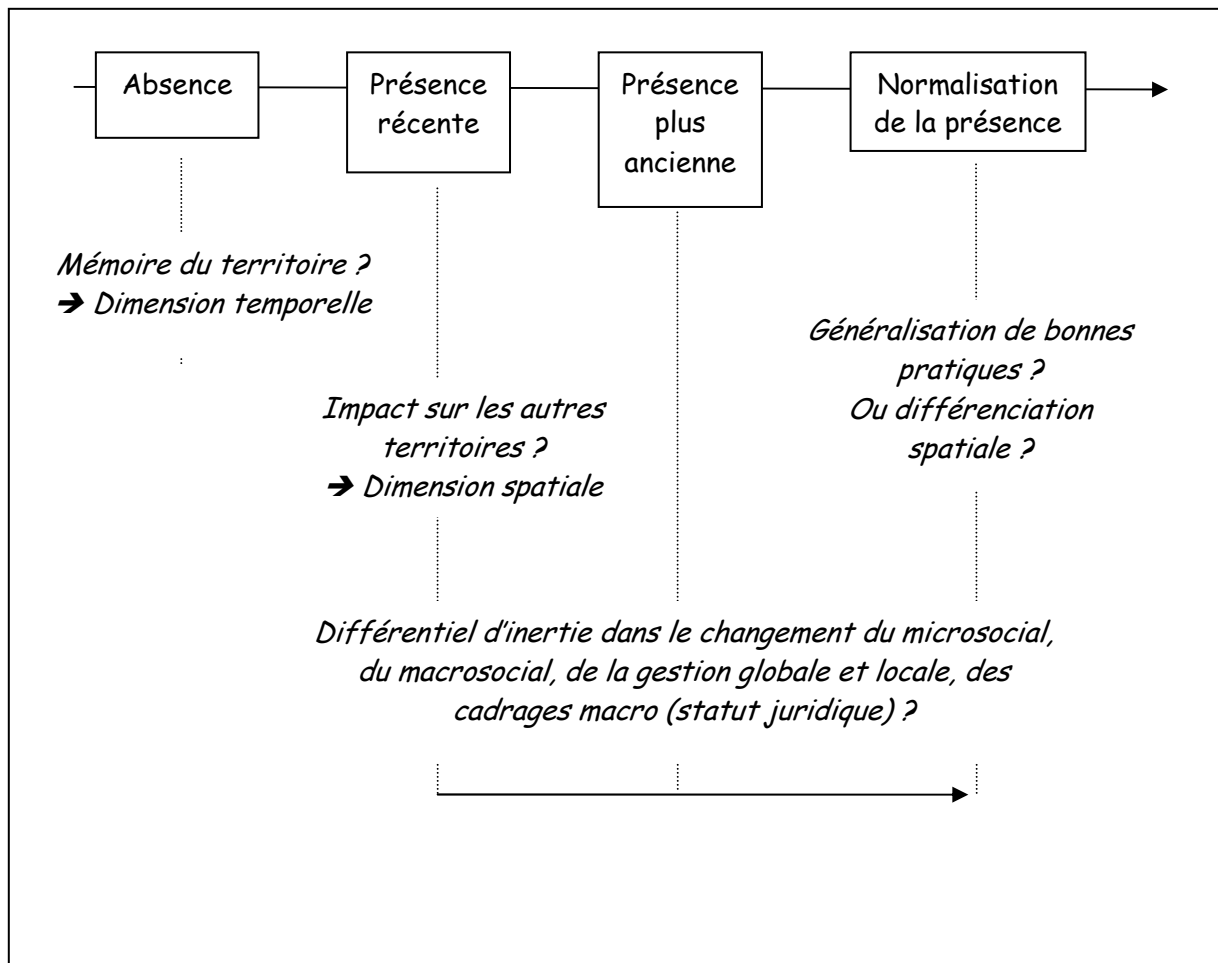 Absence
Présence
récente
Présence
plus
ancienne
Normalisation
de la présence
Mémoire du territoire ?
➔ Dimension temporelle
Impact sur les autres
territoires ?
➔ Dimension spatiale
Généralisation de bonnes
pratiques ?
Ou différenciation
spatiale ?
Différentiel d’inertie dans le changement du microsocial,
du macrosocial, de la gestion globale et locale, des
cadrages macro (statut juridique) ?